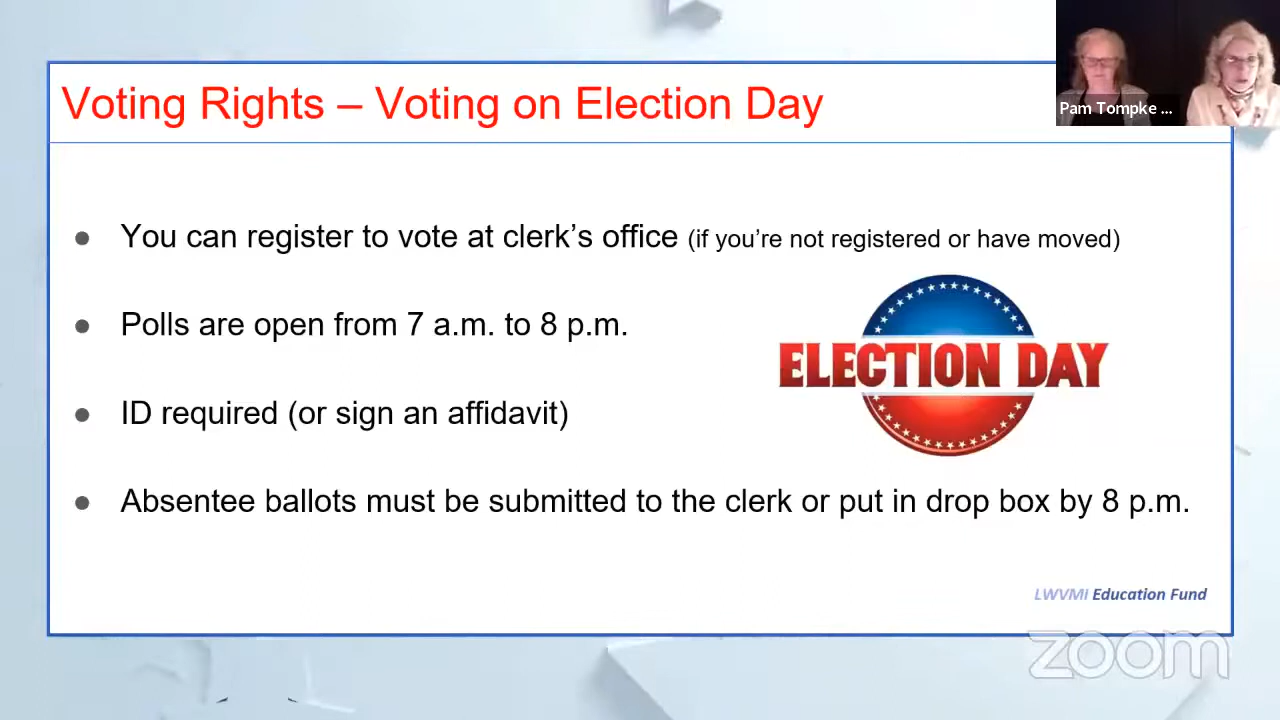 Voting Rights – Voting on Election Day
Pam Tompke ...
● You can register to vote at clerk’s office (if you’re not registered or have moved)
● Polls are open from 7 a.m. to 8 p.m.
ELECTION DAY
● ID required (or sign an affidavit)
● Absentee ballots must be submitted to the clerk or put in drop box by 8 p.m.
LWVMI Education Fund
zoom